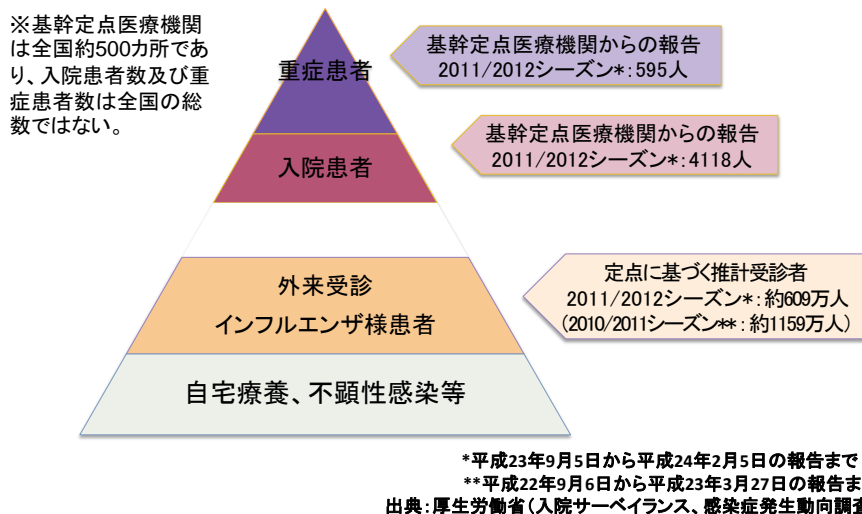 ※基幹定点医療機関
は全国約500カ所であ
り、入院患者数及び重
症患者数は全国の総
数ではない。
重症患者
基幹定点医療機関からの報告
2011/2012シーズン*:595人
入院患者
基幹定点医療機関からの報告
2011/2012シーズン*:4118人
外来受診
インフルエンザ様患者
定点に基づく推計受診者
2011/2012シーズン*:約609万人
(2010/2011シーズン**:約1159万人)
自宅療養、不顕性感染等
*平成23年9月5日から平成24年2月5日の報告まで
**平成22年9月6日から平成23年3月27日の報告ま
出典:厚生労働省(入院サーベイランス、感染症発生動向調査